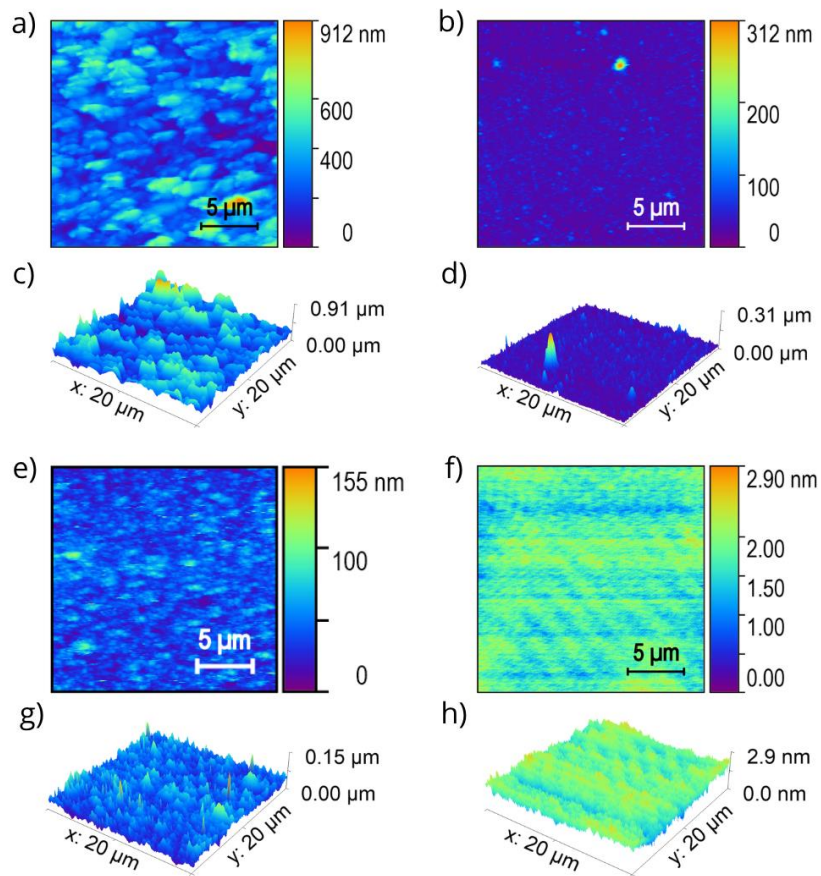 a)
912 nm
600
400
0
5 µm
b)
312 nm
200
100
0
5 µm
c)
0.91 µm
0.00 µm
x: 20 µm
y: 20 µm
d)
0.31 µm
0.00 µm
x: 20 µm
y: 20 µm
e)
155 nm
100
0
5 µm
f)
2.90 nm
2.00
1.50
1.00
0.00
5 µm
g)
0.15 µm
0.00 µm
x: 20 µm
y: 20 µm
h)
2.9 nm
0.0 nm
x: 20 µm
y: 20 µm